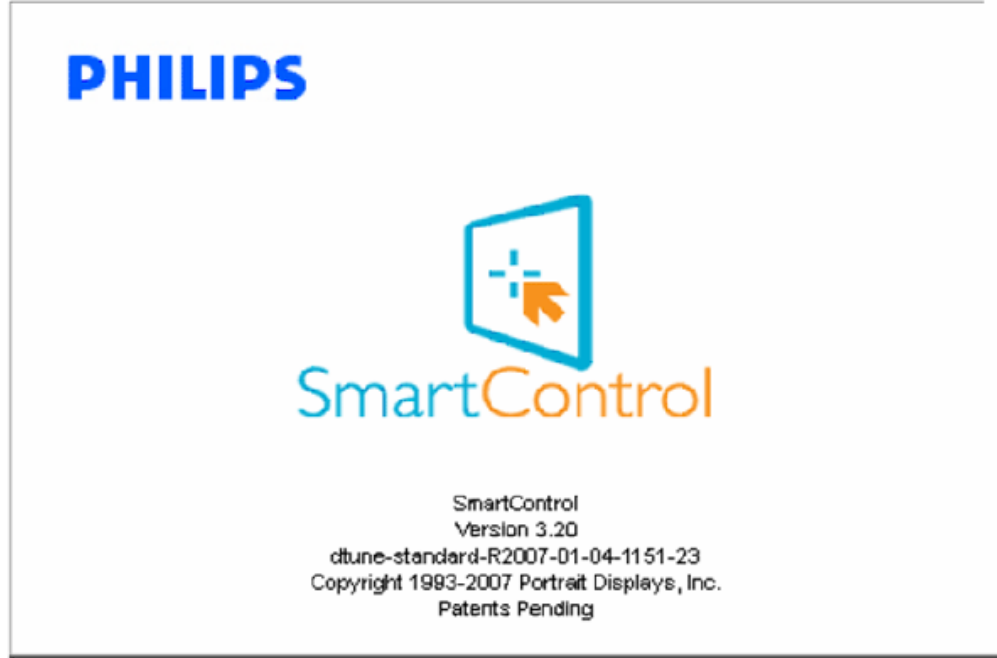 PHILIPS
SmartControl
SmartControl
Version 3.20
dtune-standard-R2007-01-04-1151-23
Copyright 1993-2007 Portrait Displays, Inc.
Patents Pending